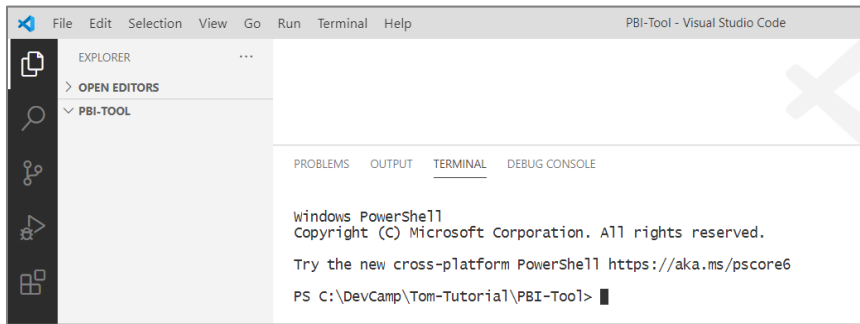 File Edit Selection View Go Run Terminal Help PBI-Tool - Visual Studio Code
EXPLORER ...
OPEN EDITORS
PBI-TOOL
PROBLEMS OUTPUT TERMINAL DEBUG CONSOLE
Windows PowerShell
Copyright (C) Microsoft Corporation. All rights reserved.
Try the new cross-platform PowerShell https://aka.ms/pscore6
PS C:\DevCamp\Tom-Tutorial\PBI-Tool>